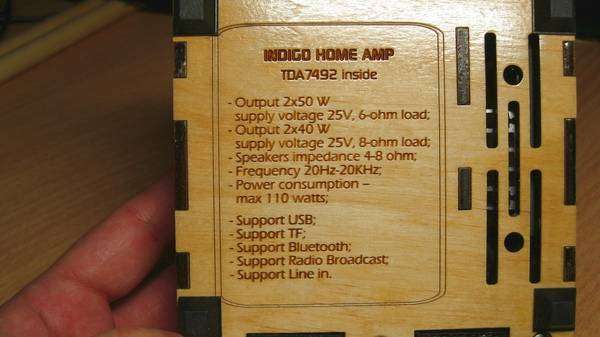 INDIGO HOME AMP
TDA7492 inside
- Output 2x50 W
supply voltage 25V, 6-ohm load;
- Output 2x40 W
supply voltage 25V, 8-ohm load;
- Speakers impedance 4-8 ohm;
- Frequency 20Hz-20KHz;
- Power consumption –
max 110 watts;
- Support USB;
- Support TF;
- Support Bluetooth;
- Support Radio Broadcast;
- Support Line in.